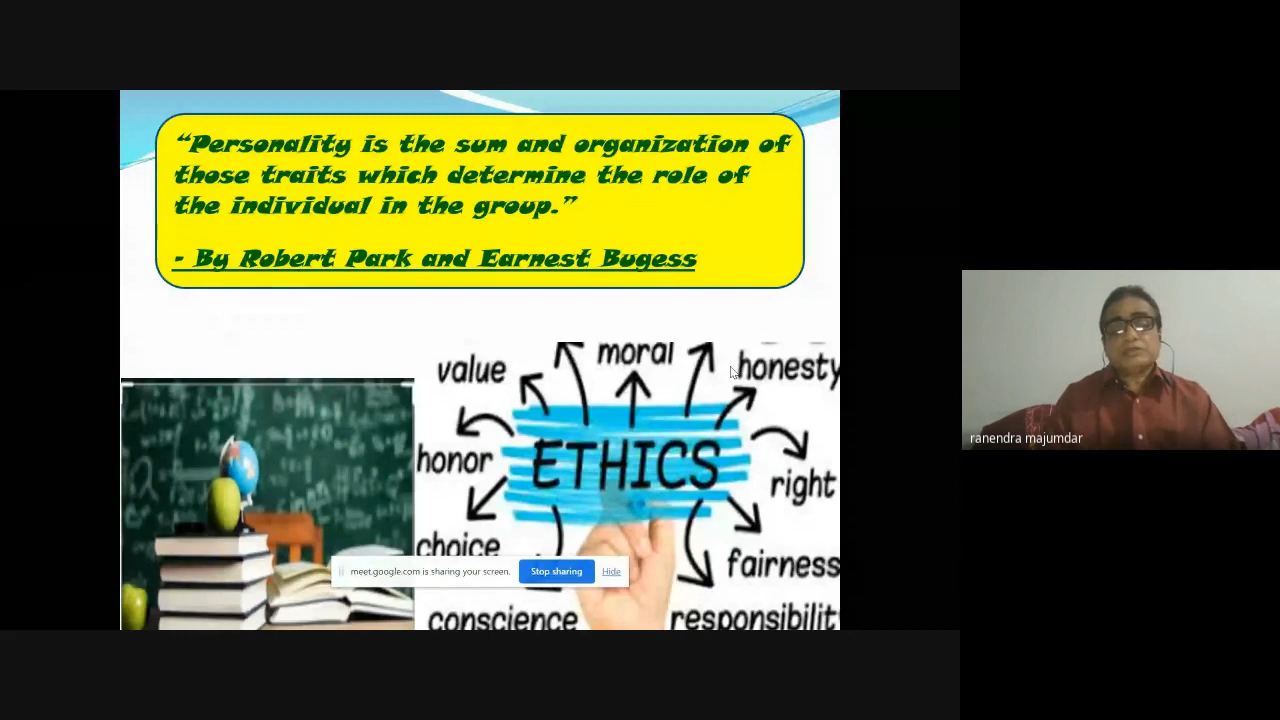 “Personality is the sum and organization of
those traits which determine the role of
the individual in the group.”
- By Robert Park and Earnest Bugess
value
moral
honesty
honor
ETHICS
right
choice
fairness
conscience
responsibilit
meet.google.com is sharing your screen.
Stop sharing
Hide
ranendra majumdar